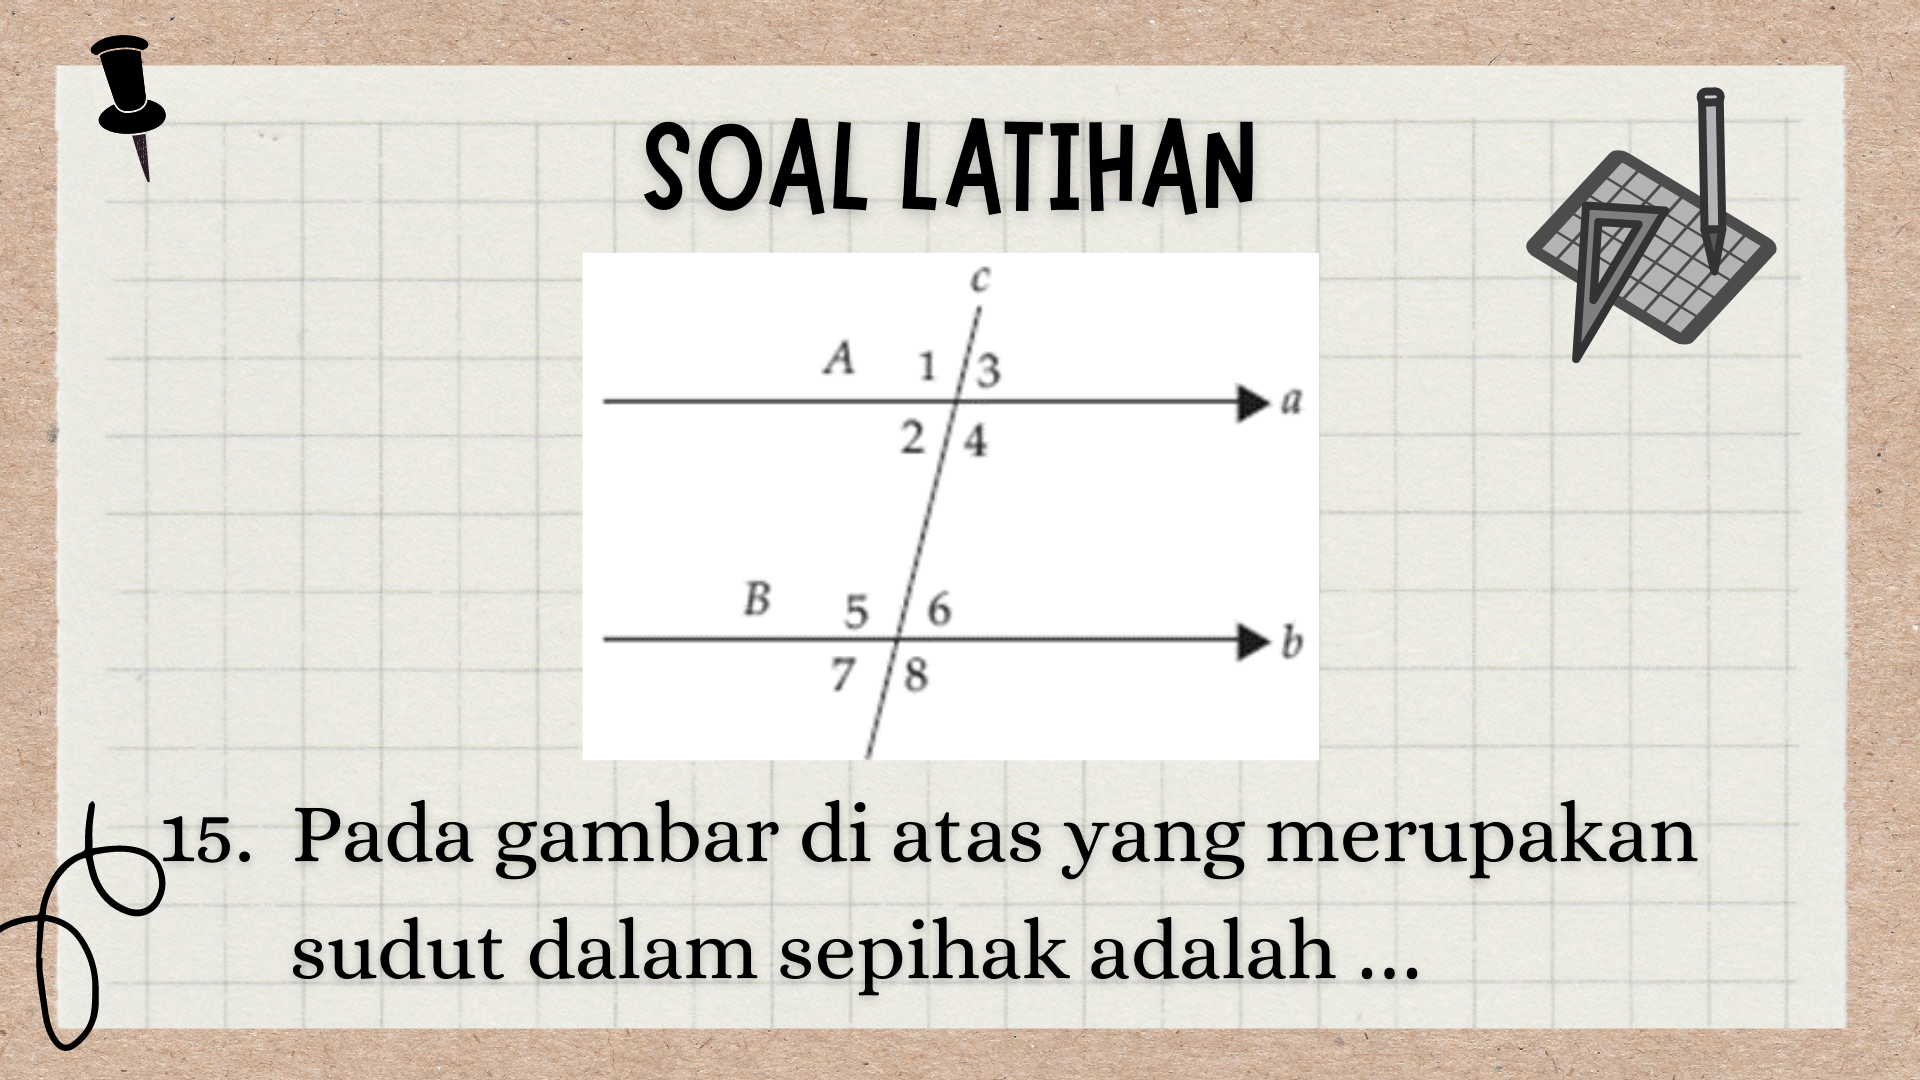 SOAL LATIHAN
c
A 1 3
a
2 4
B 5 6
b
7 8
15. Pada gambar di atas yang merupakan
sudut dalam sepihak adalah ...